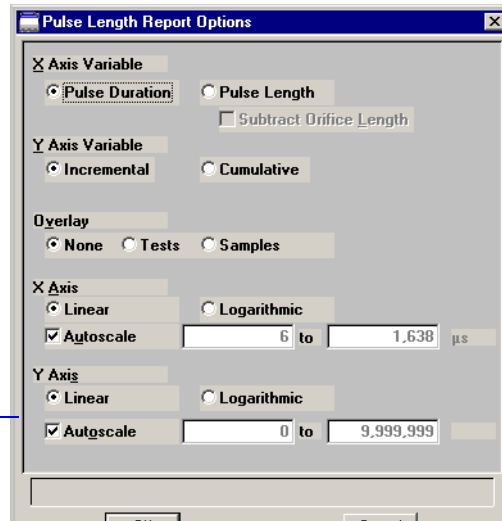 Pulse Length Report Options
X Axis Variable
Pulse Duration Pulse Length
Subtract Orifice Length
Y Axis Variable
Incremental Cumulative
Overlay
None Tests Samples
X Axis
Linear Logarithmic
Autoscale 6 to 1,638 µs
Y Axis
Linear Logarithmic
Autoscale 0 to 9,999,999